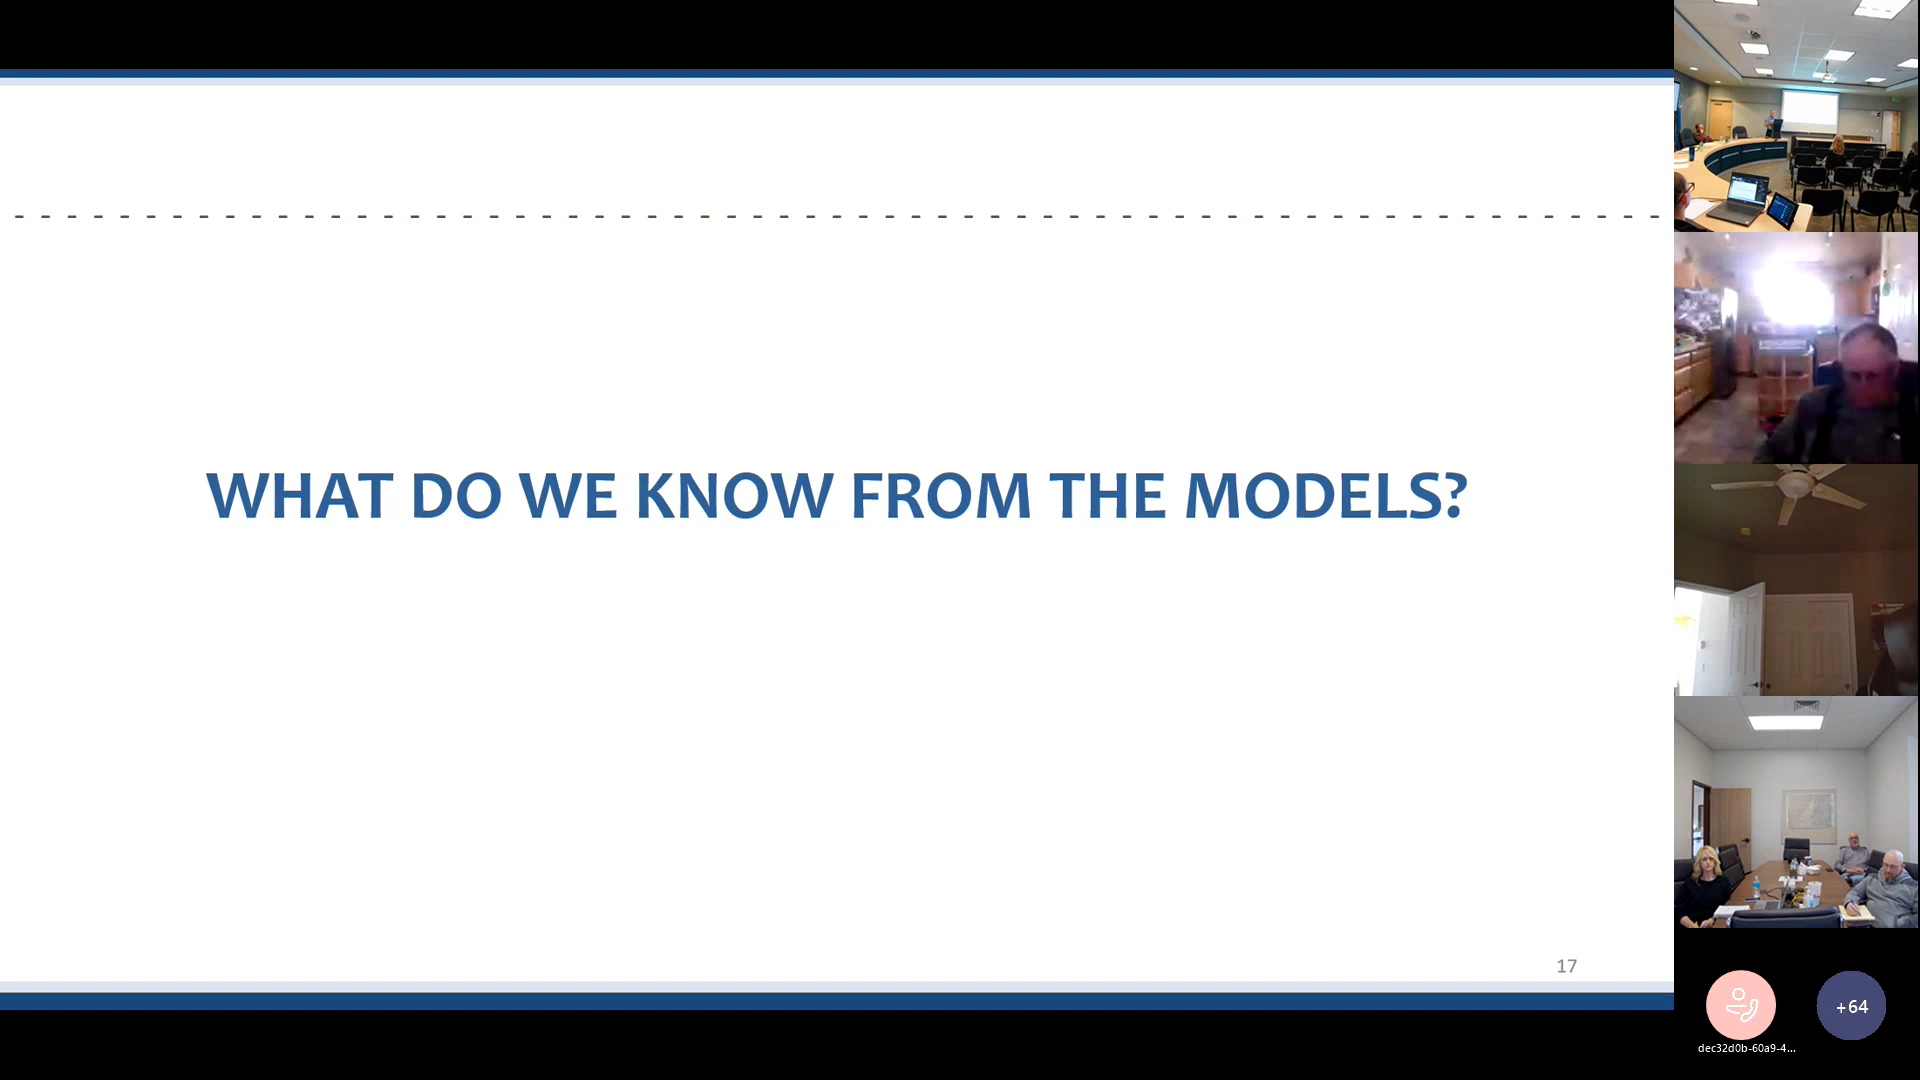 WHAT DO WE KNOW FROM THE MODELS?
17
+64
dec32d0b-60a9-4...